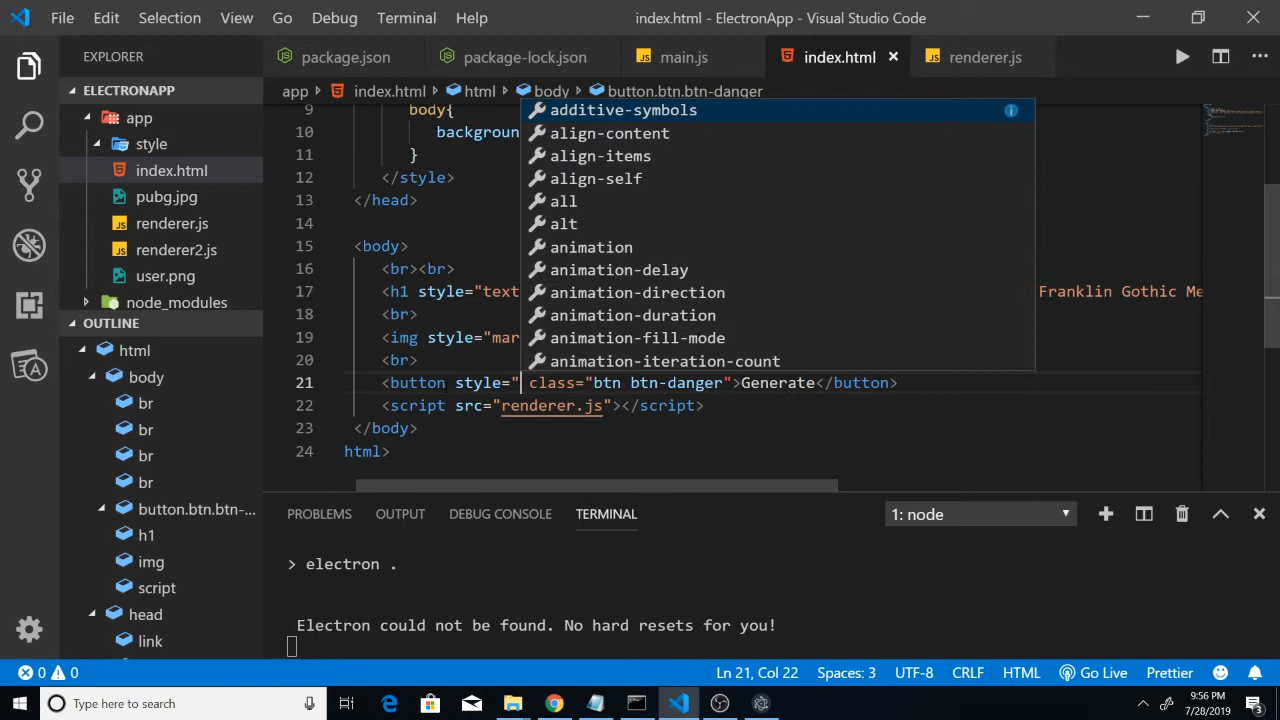 File Edit Selection View Go Debug Terminal Help index.html - ElectronApp - Visual Studio Code
EXPLORER package.json package-lock.json JS main.js index.html JS renderer.js
ELECTRONAPP app index.html html body button.btn.btn-danger
app
style
index.html
pubg.jpg
JS renderer.js
JS renderer2.js
user.png
node_modules
OUTLINE
html
body
br
br
br
br
button.btn.btn-...
h1
img
script
head
link
9 body{
10 backgroun
11 }
12 </style>
13 </head>
14
15 <body>
16 <br><br>
17 <h1 style="text Franklin Gothic Me
18 <br>
19 <img style="mar
20 <br>
21 <button style=" class="btn btn-danger">Generate</button>
22 <script src="renderer.js"></script>
23 </body>
24 html>
additive-symbols
align-content
align-items
align-self
all
alt
animation
animation-delay
animation-direction
animation-duration
animation-fill-mode
animation-iteration-count
PROBLEMS OUTPUT DEBUG CONSOLE TERMINAL 1: node
> electron .
Electron could not be found. No hard resets for you!
0 0 Ln 21, Col 22 Spaces: 3 UTF-8 CRLF HTML Go Live Prettier
Type here to search 9:56 PM
7/28/2019 3